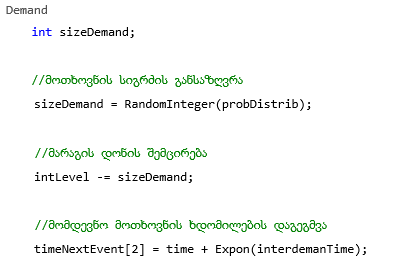 Demand
int sizeDemand;
//მოთხოვნის სიგრძის განსაზღვრა
sizeDemand = RandomInteger(probDistrib);
//მარაგის დონის შემცირება
intLevel -= sizeDemand;
//მომდევნო მოთხოვნის ხდომილების დაგეგმვა
timeNextEvent[2] = time + Expon(interdemanTime);